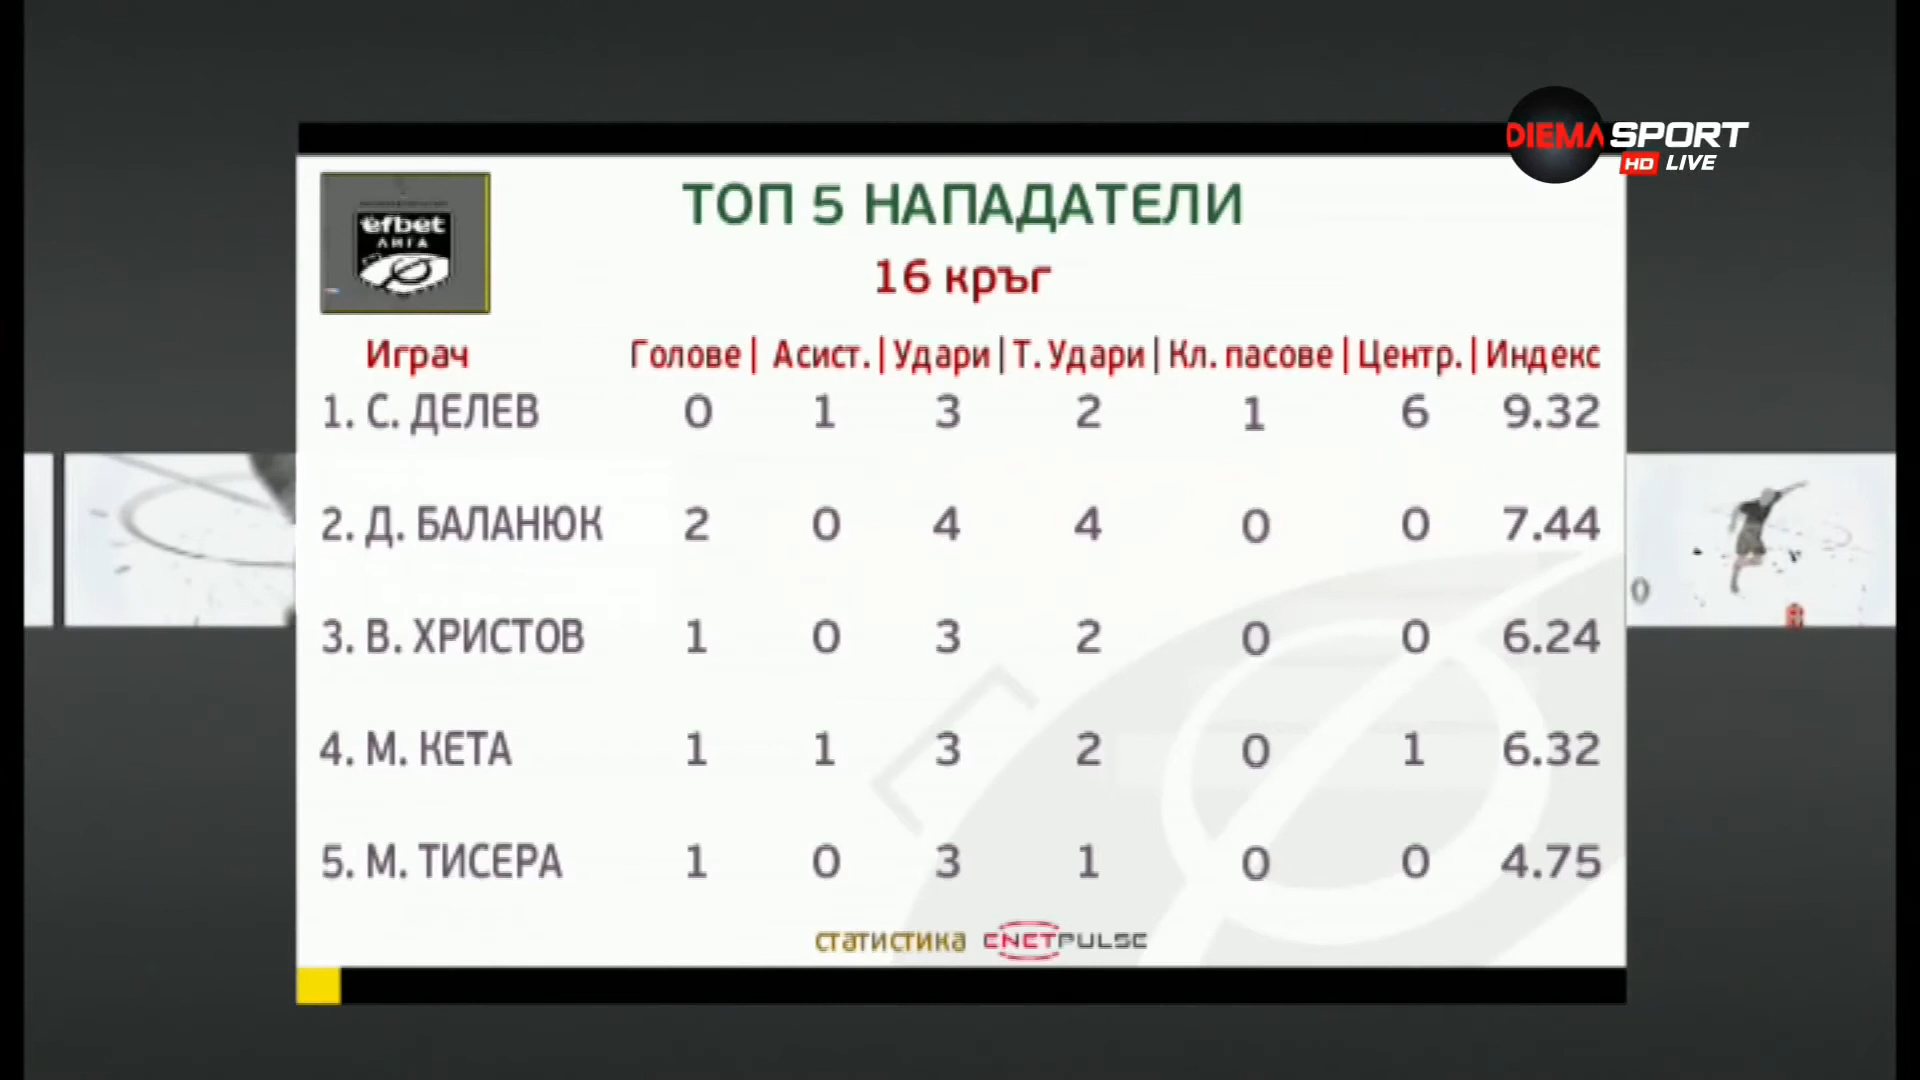 DIEMA SPORT
HD LIVE
efbet
ЛИГА
ТОП 5 НАПАДАТЕЛИ
16 кръг
Играч Голове| Асист.|Удари|Т. Удари|Кл. пасове|Центр.|Индекс
1. С. ДЕЛЕВ 0 1 3 2 1 6 9.32
2. Д. БАЛАНЮК 2 0 4 4 0 0 7.44
3. В. ХРИСТОВ 1 0 3 2 0 0 6.24
4. М. КЕТА 1 1 3 2 0 1 6.32
5. М. ТИСЕРА 1 0 3 1 0 0 4.75
статистика ENETPULSE